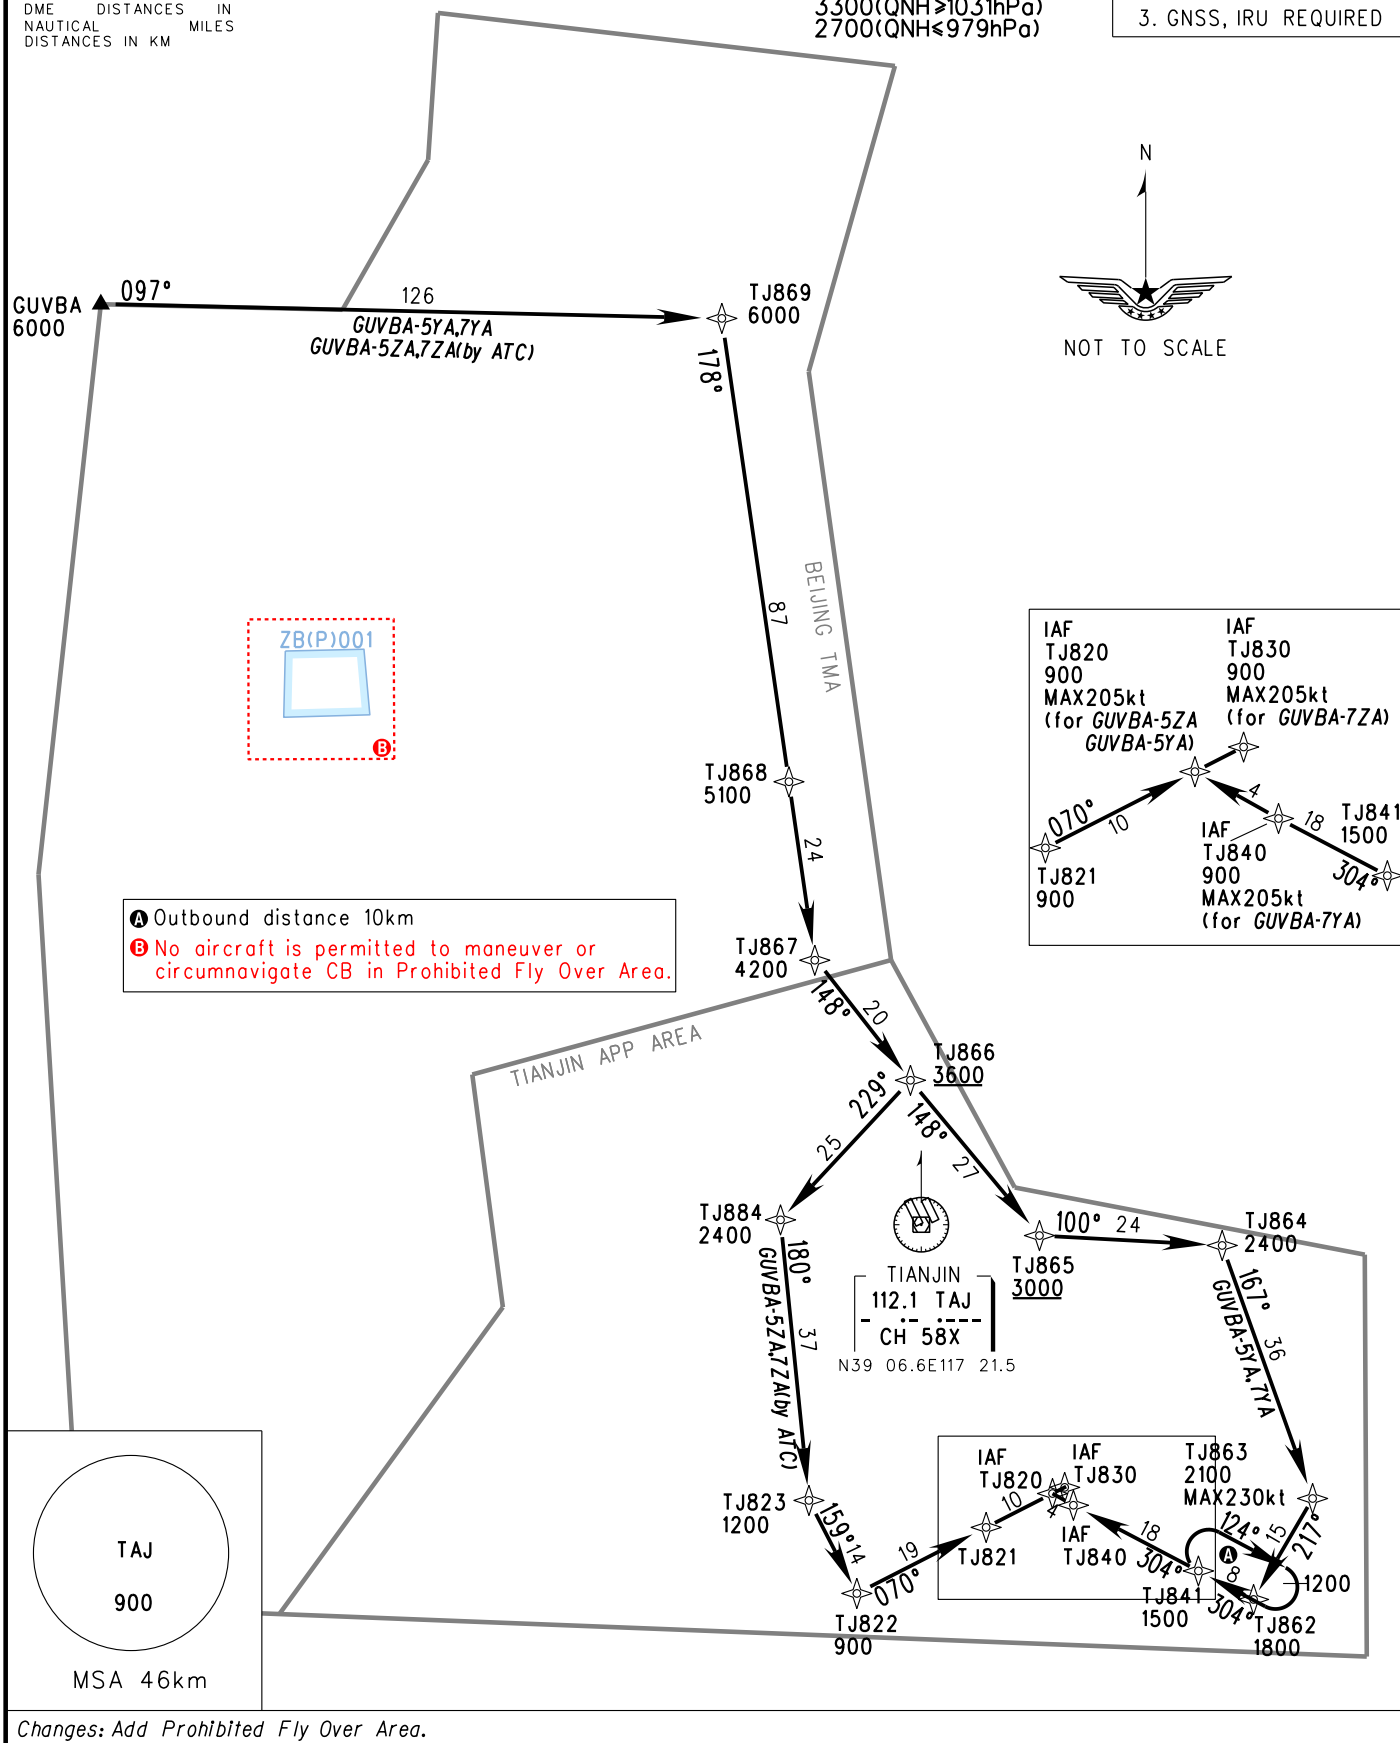 DME DISTANCES IN
NAUTICAL MILES
DISTANCES IN KM
3300(QNH≥1031hPa)
2700(QNH≤979hPa)
3. GNSS, IRU REQUIRED
N
NOT TO SCALE
GUVBA
6000
097°
126
GUVBA-5YA,7YA
GUVBA-5ZA,7ZA(by ATC)
TJ869
6000
178°
87
BEIJING TMA
ZB(P)001
B
TJ868
5100
24
IAF
TJ820
900
MAX205kt
(for GUVBA-5ZA
GUVBA-5YA)
IAF
TJ830
900
MAX205kt
(for GUVBA-7ZA)
070°
10
TJ821
900
4
18
TJ841
1500
304°
IAF
TJ840
900
MAX205kt
(for GUVBA-7YA)
A Outbound distance 10km
B No aircraft is permitted to maneuver or
circumnavigate CB in Prohibited Fly Over Area.
TJ867
4200
148°
20
TIANJIN APP AREA
TJ866
3600
229°
25
148°
27
TJ884
2400
180°
37
GUVBA-5ZA,7ZA(by ATC)
TIANJIN
112.1 TAJ
CH 58X
N39 06.6E117 21.5
TJ865
3000
100° 24
TJ864
2400
167°
36
GUVBA-5YA,7YA
TJ823
1200
159°
14
TJ822
900
070°
19
TJ821
10
IAF
TJ820
IAF
TJ830
4
IAF
TJ840
18
304°
TJ841
1500
TJ863
2100
MAX230kt
124°
15
217°
A
8
304°
1200
TJ862
1800
TAJ
900
MSA 46km
Changes: Add Prohibited Fly Over Area.